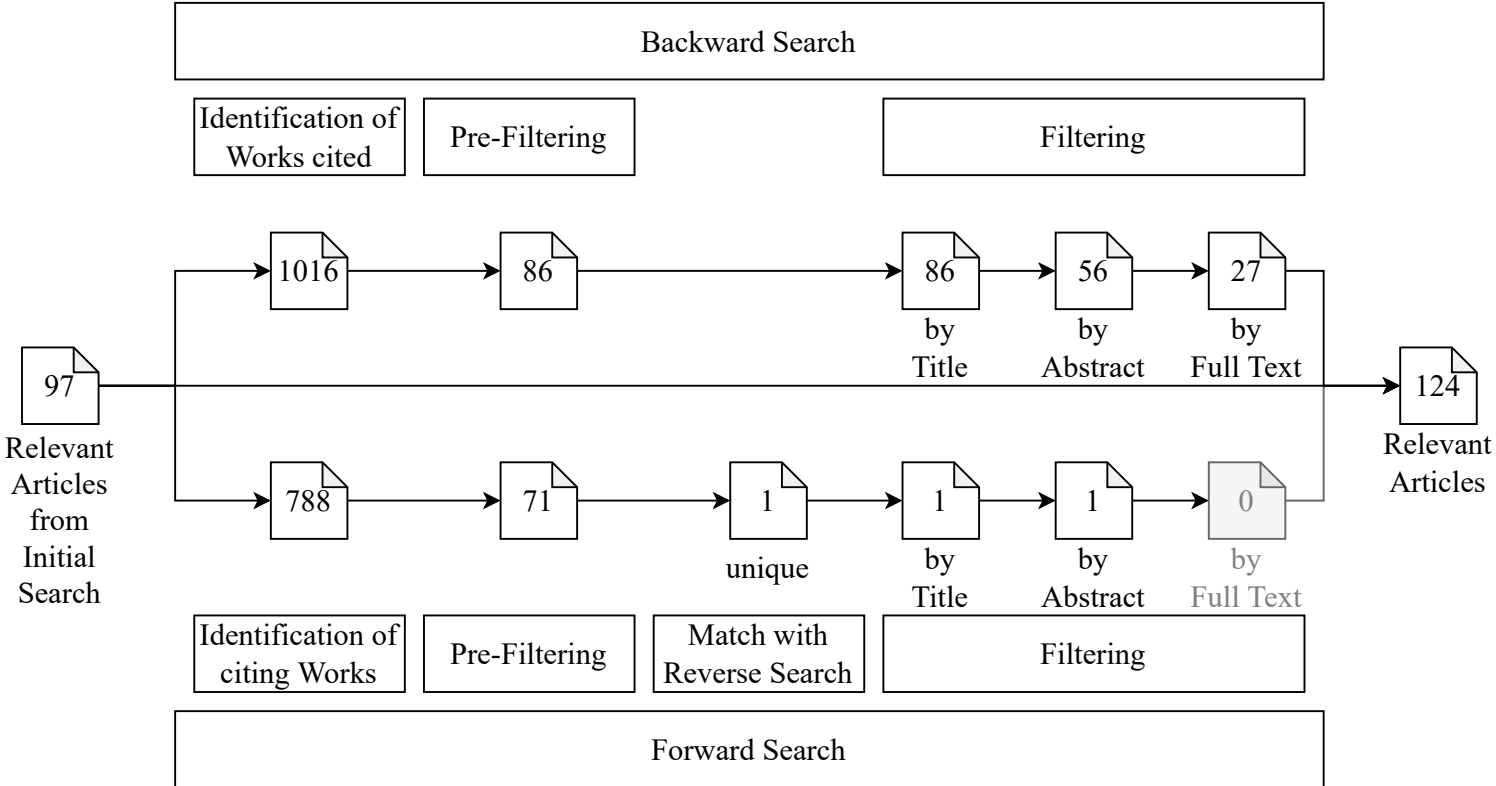 Backward Search
Identification of
Works cited
Pre-Filtering
Filtering
1016
86
86
56
27
by
Title
by
Abstract
by
Full Text
97
Relevant
Articles
from
Initial
Search
124
Relevant
Articles
788
71
1
unique
1
by
Title
1
by
Abstract
0
by
Full Text
Identification of
citing Works
Pre-Filtering
Match with
Reverse Search
Filtering
Forward Search